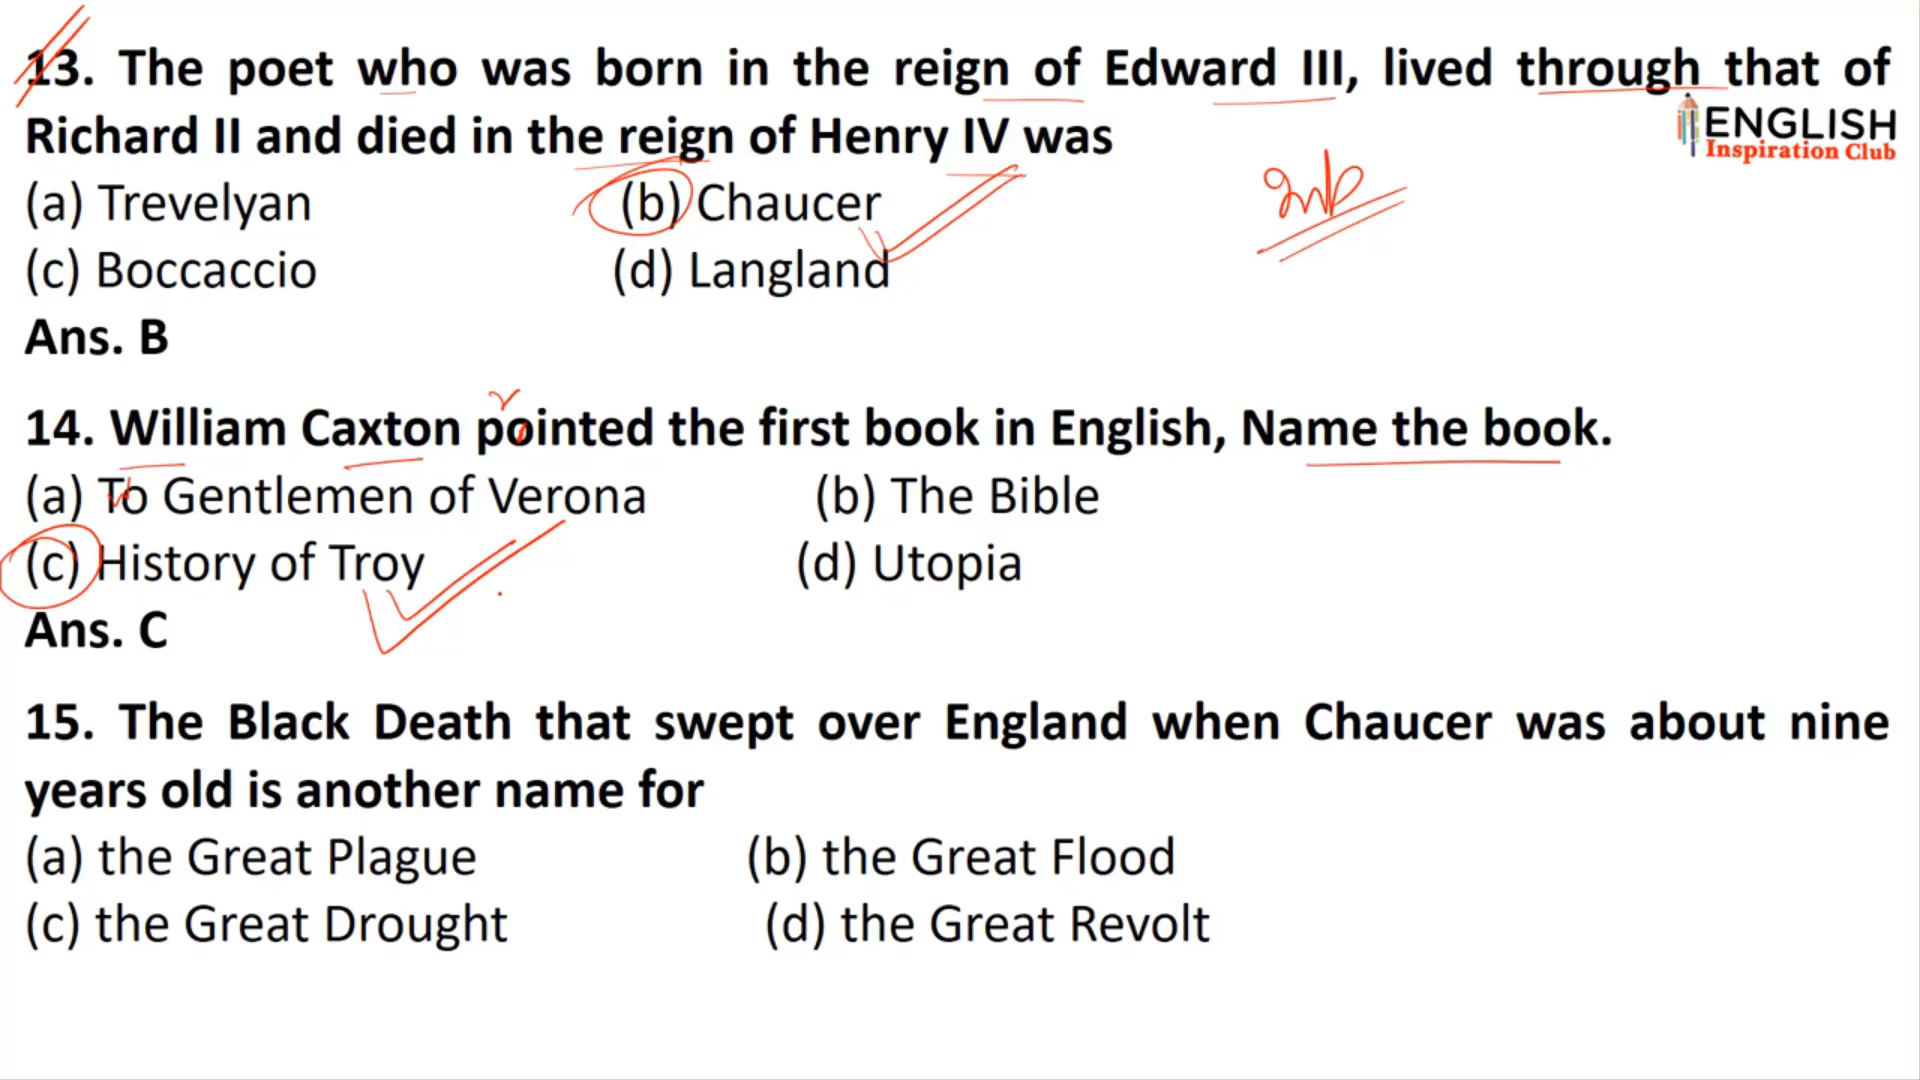 13. The poet who was born in the reign of Edward III, lived through that of
Richard II and died in the reign of Henry IV was
ENGLISH
Inspiration Club
Imp
(a) Trevelyan (b) Chaucer
(c) Boccaccio (d) Langland
Ans. B
14. William Caxton pointed the first book in English, Name the book.
(a) To Gentlemen of Verona (b) The Bible
(c) History of Troy (d) Utopia
Ans. C
15. The Black Death that swept over England when Chaucer was about nine
years old is another name for
(a) the Great Plague (b) the Great Flood
(c) the Great Drought (d) the Great Revolt